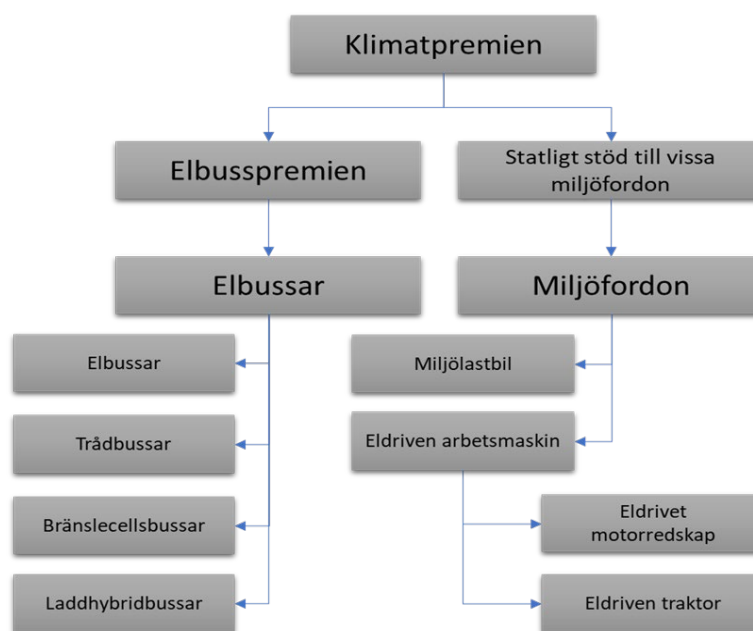 Klimatpremien
Elbusspremien
Statligt stöd till vissa
miljöfordon
Elbussar
Miljöfordon
Elbussar
Miljölastbil
Trådbussar
Eldriven arbetsmaskin
Bränslecellsbussar
Eldrivet
motorredskap
Laddhybridbussar
Eldriven traktor